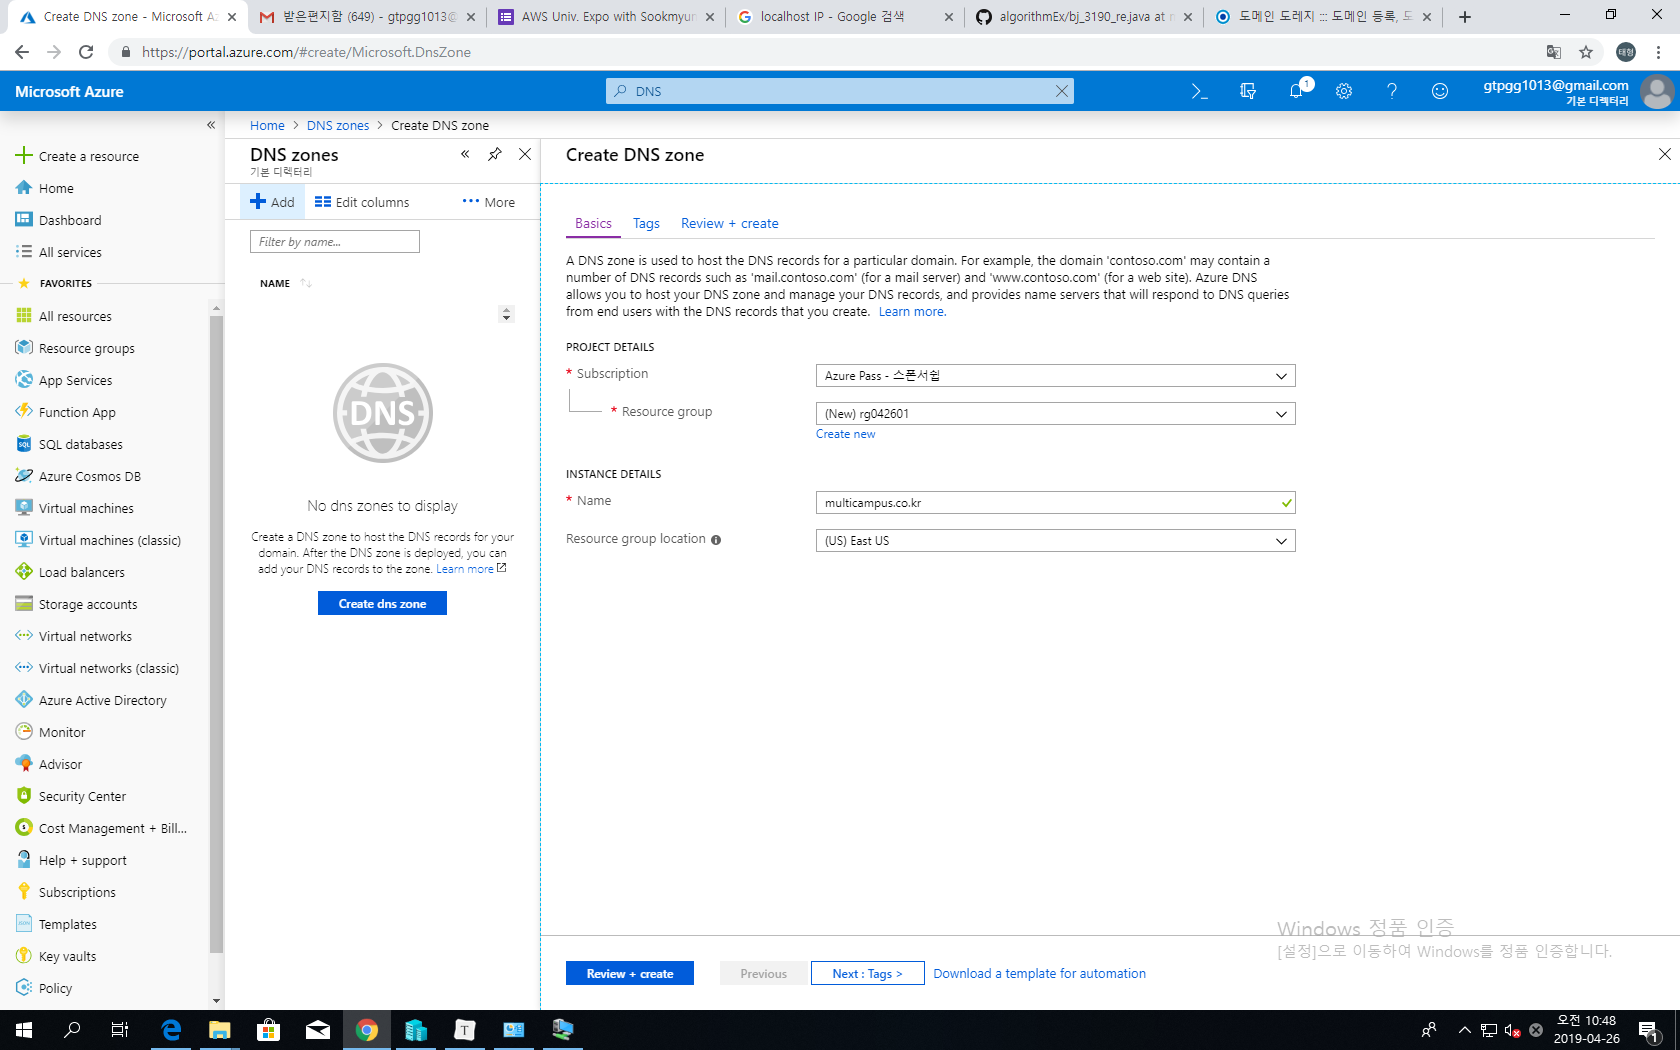 Create DNS zone - Microsoft Az
받은편지함 (649) - gtpgg1013@
AWS Univ. Expo with Sookmyun
localhost IP - Google 검색
algorithmEx/bj_3190_re.java at
도메인 도레지 ::: 도메인 등록, 도
https://portal.azure.com/#create/Microsoft.DnsZone
태형
Microsoft Azure
DNS
1
gtpgg1013@gmail.com
기본 디렉터리
Create a resource
Home
Dashboard
All services
FAVORITES
All resources
Resource groups
App Services
Function App
SQL databases
Azure Cosmos DB
Virtual machines
Virtual machines (classic)
Load balancers
Storage accounts
Virtual networks
Virtual networks (classic)
Azure Active Directory
Monitor
Advisor
Security Center
Cost Management + Bill...
Help + support
Subscriptions
Templates
Key vaults
Policy
Home > DNS zones > Create DNS zone
DNS zones
기본 디렉터리
Add
Edit columns
More
Filter by name...
NAME
DNS
No dns zones to display
Create a DNS zone to host the DNS records for your
domain. After the DNS zone is deployed, you can
add your DNS records to the zone. Learn more
Create dns zone
Create DNS zone
Basics
Tags
Review + create
A DNS zone is used to host the DNS records for a particular domain. For example, the domain 'contoso.com' may contain a
number of DNS records such as 'mail.contoso.com' (for a mail server) and 'www.contoso.com' (for a web site). Azure DNS
allows you to host your DNS zone and manage your DNS records, and provides name servers that will respond to DNS queries
from end users with the DNS records that you create. Learn more.
PROJECT DETAILS
* Subscription
Azure Pass - 스폰서쉽
* Resource group
(New) rg042601
Create new
INSTANCE DETAILS
* Name
multicampus.co.kr
Resource group location
(US) East US
Windows 정품 인증
[설정]으로 이동하여 Windows를 정품 인증합니다.
Review + create
Previous
Next : Tags >
Download a template for automation
오전 10:48
2019-04-26
1